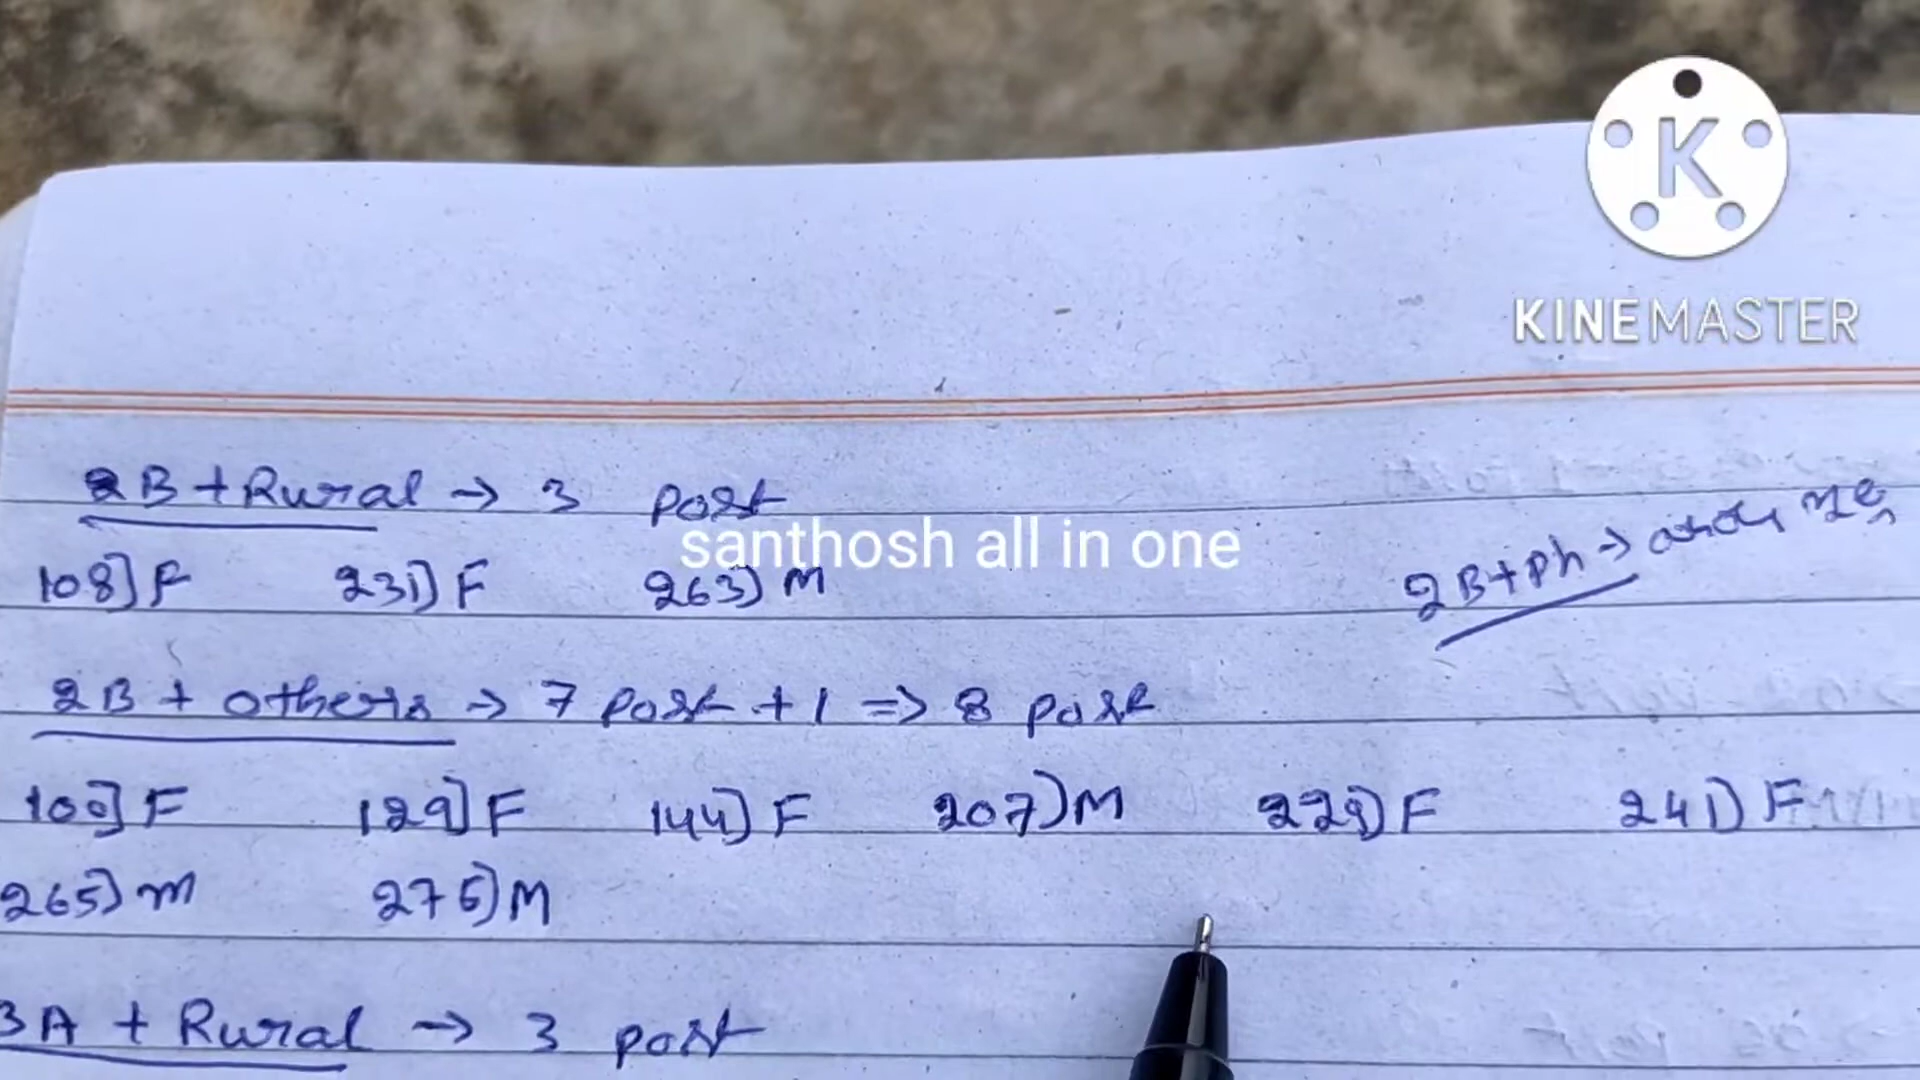 KINEMASTER
2B + Rural → 3 post
santhosh all in one
108] F 231) F 263) M
2B+Ph →
2B + others → 7 post + 1 => 8 post
109] F 129] F 144] F 207) M 229) F 241) F
265) M 276) M
3A + Rural → 3 post